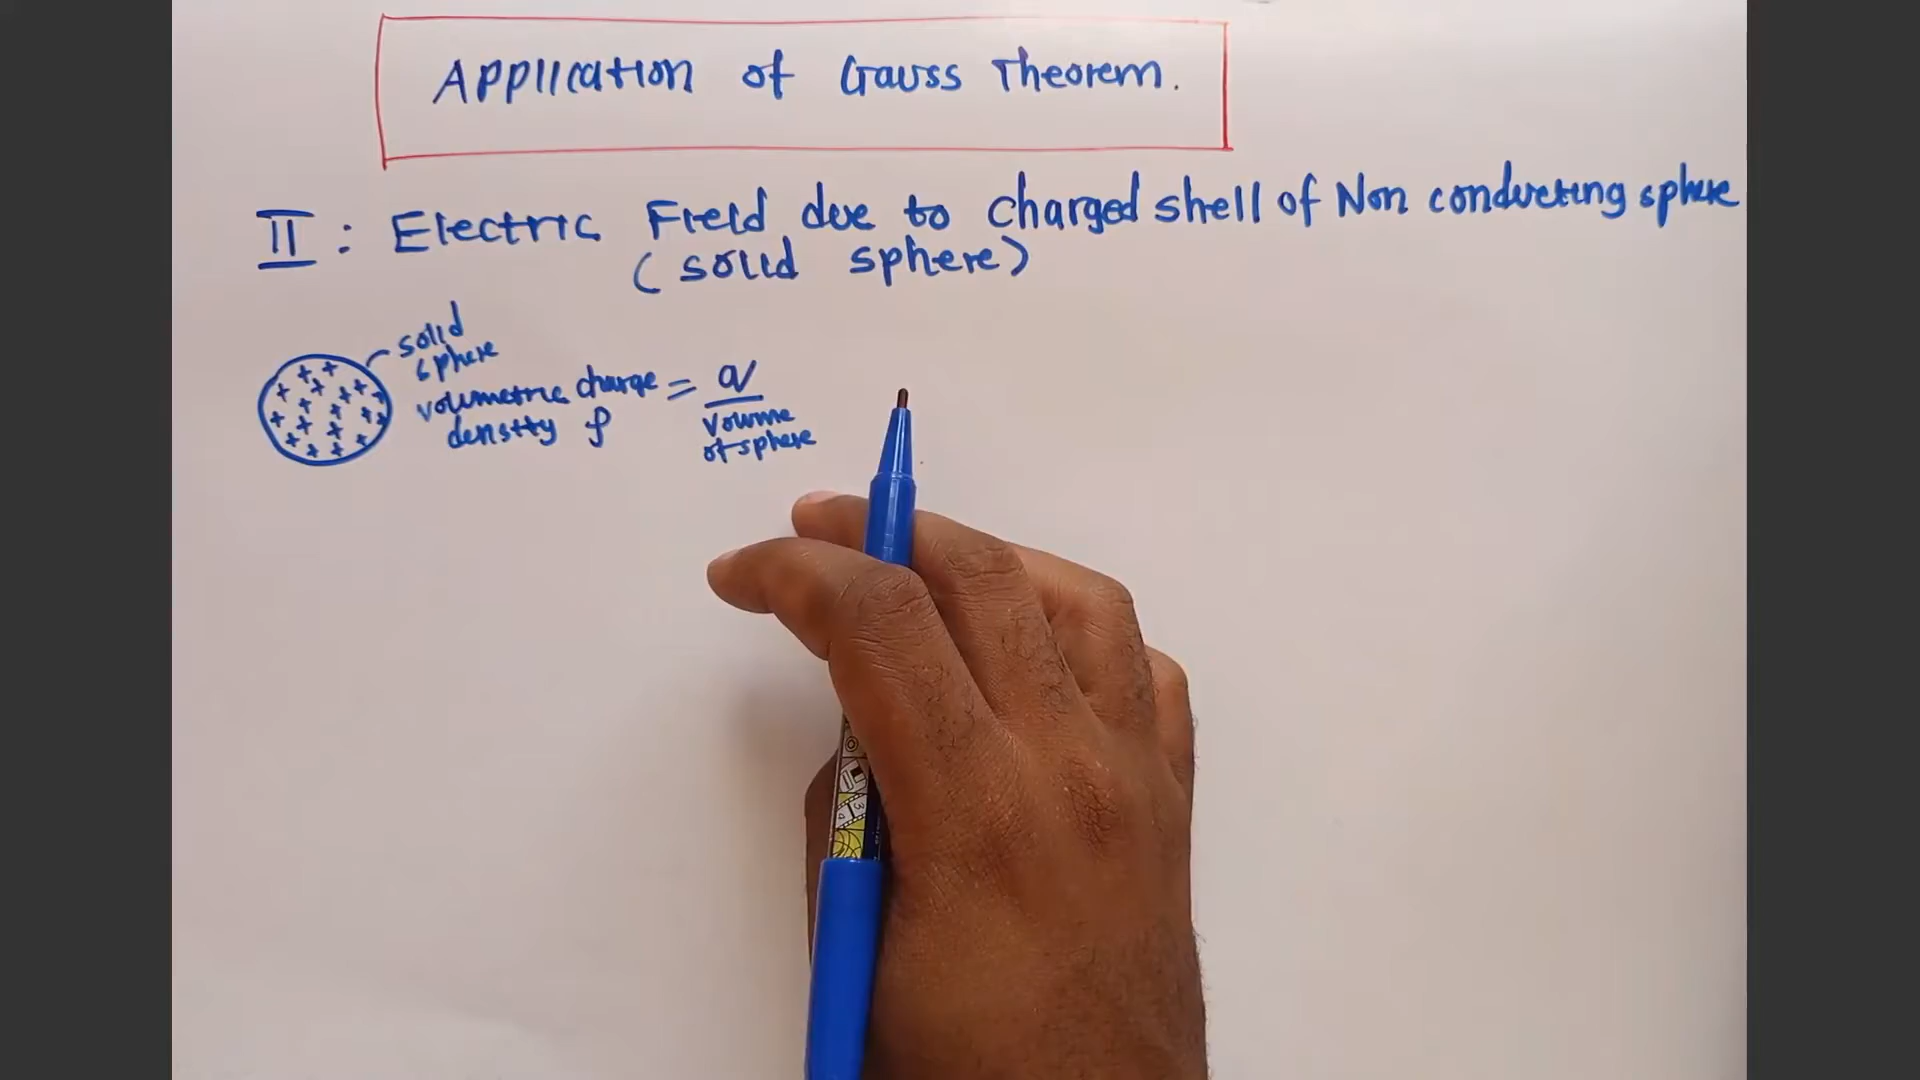 Application of Gauss Theorem.
II : Electric Field due to charged shell of Non conducting sphere
(solid sphere)
solid
sphere
volumetric charge
density ρ
= q
volume
of sphere